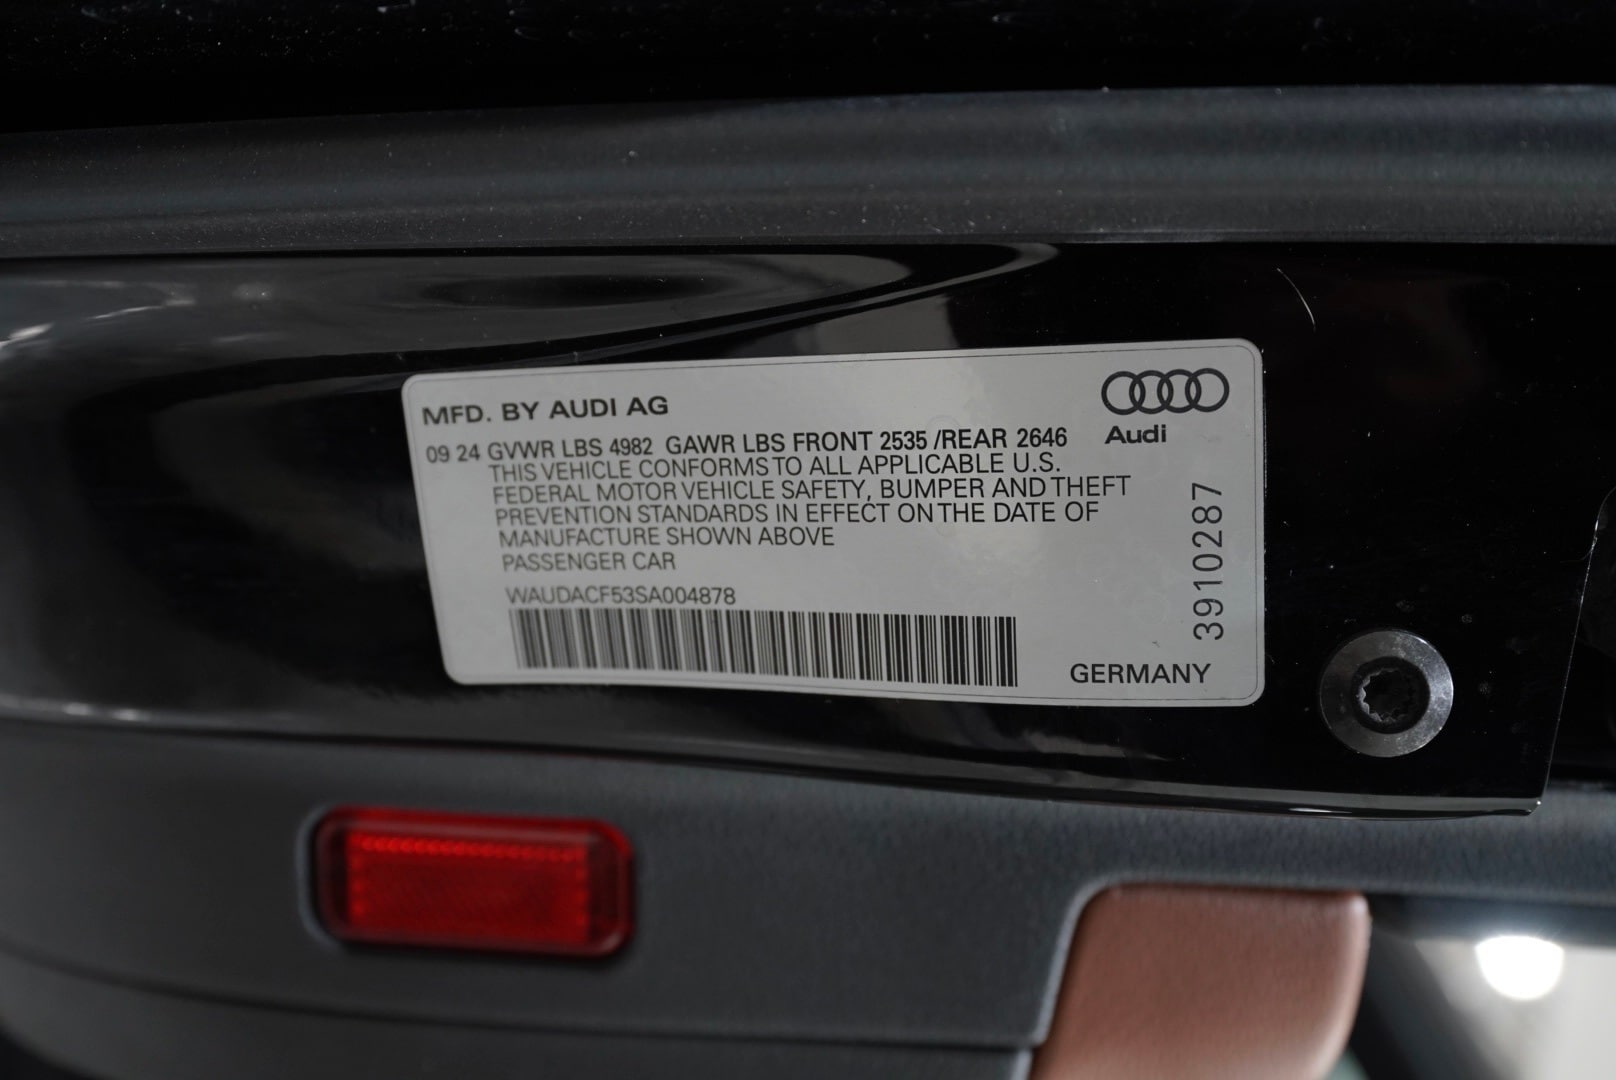 MFD. BY AUDI AG
Audi
09 24 GVWR LBS 4982 GAWR LBS FRONT 2535 /REAR 2646
THIS VEHICLE CONFORMS TO ALL APPLICABLE U.S.
FEDERAL MOTOR VEHICLE SAFETY, BUMPER AND THEFT
PREVENTION STANDARDS IN EFFECT ON THE DATE OF
MANUFACTURE SHOWN ABOVE
PASSENGER CAR
WAUDACF53SA004878
3910287
GERMANY